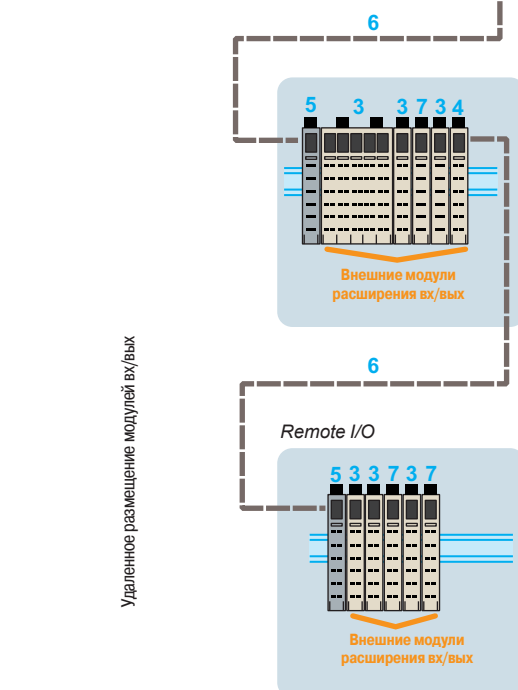 6
5 3 3 7 3 4
Внешние модули
расширения вх/вых
6
Удаленное размещение модулей вх/вых
Remote I/O
5 3 3 7 3 7
Внешние модули
расширения вх/вых